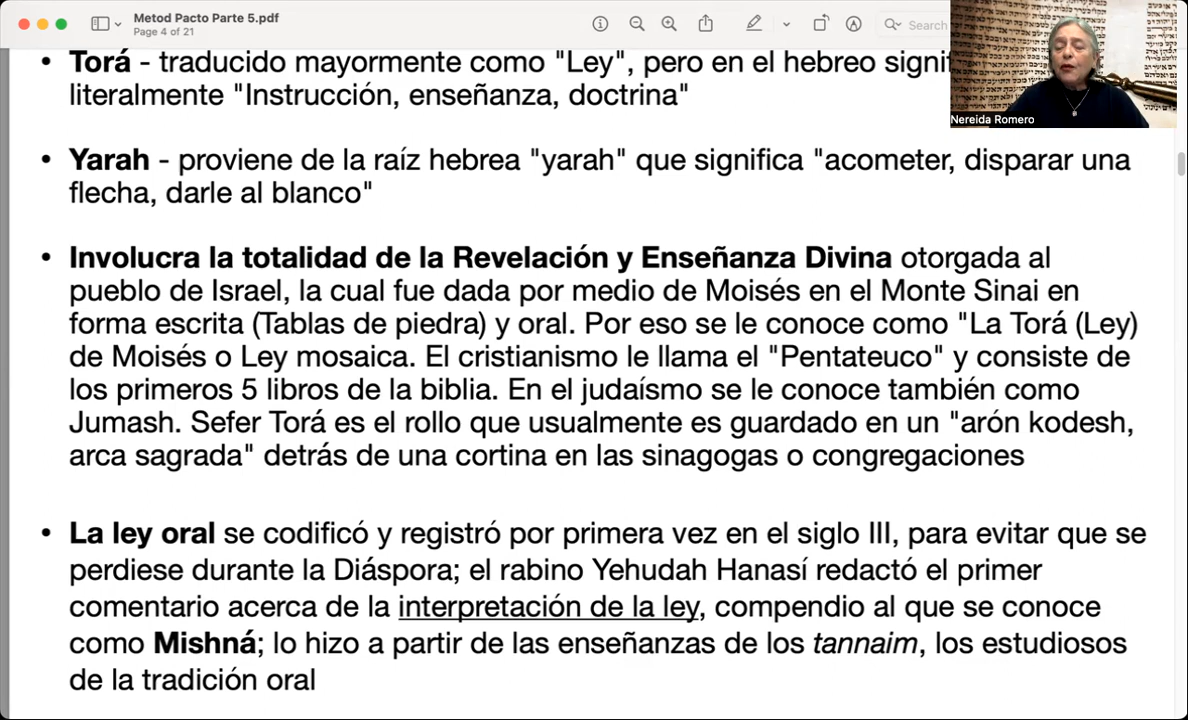 Metod Pacto Parte 5.pdf
Page 4 of 21
Search
Nereida Romero
• Torá - traducido mayormente como "Ley", pero en el hebreo
literalmente "Instrucción, enseñanza, doctrina"
• Yarah - proviene de la raíz hebrea "yarah" que significa "acometer, disparar una
flecha, darle al blanco"
• Involucra la totalidad de la Revelación y Enseñanza Divina otorgada al
pueblo de Israel, la cual fue dada por medio de Moisés en el Monte Sinai en
forma escrita (Tablas de piedra) y oral. Por eso se le conoce como "La Torá (Ley)
de Moisés o Ley mosaica. El cristianismo le llama el "Pentateuco" y consiste de
los primeros 5 libros de la biblia. En el judaísmo se le conoce también como
Jumash. Sefer Torá es el rollo que usualmente es guardado en un "arón kodesh,
arca sagrada" detrás de una cortina en las sinagogas o congregaciones
• La ley oral se codificó y registró por primera vez en el siglo III, para evitar que se
perdiese durante la Diáspora; el rabino Yehudah Hanasí redactó el primer
comentario acerca de la interpretación de la ley, compendio al que se conoce
como Mishná; lo hizo a partir de las enseñanzas de los tannaim, los estudiosos
de la tradición oral